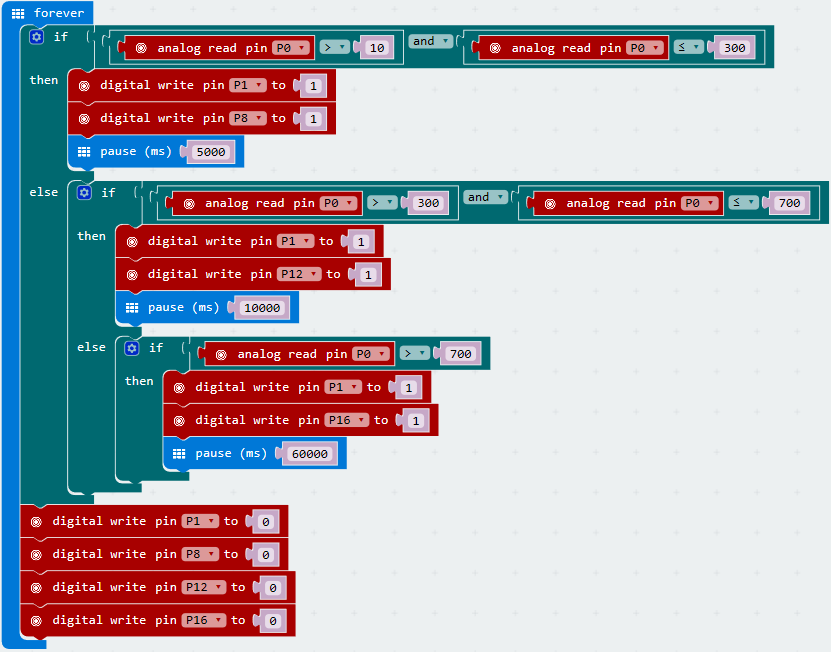 forever
if analog read pin P0 > 10 and analog read pin P0 ≤ 300
then digital write pin P1 to 1
digital write pin P8 to 1
pause (ms) 5000
else if analog read pin P0 > 300 and analog read pin P0 ≤ 700
then digital write pin P1 to 1
digital write pin P12 to 1
pause (ms) 10000
else if analog read pin P0 > 700
then digital write pin P1 to 1
digital write pin P16 to 1
pause (ms) 60000
digital write pin P1 to 0
digital write pin P8 to 0
digital write pin P12 to 0
digital write pin P16 to 0